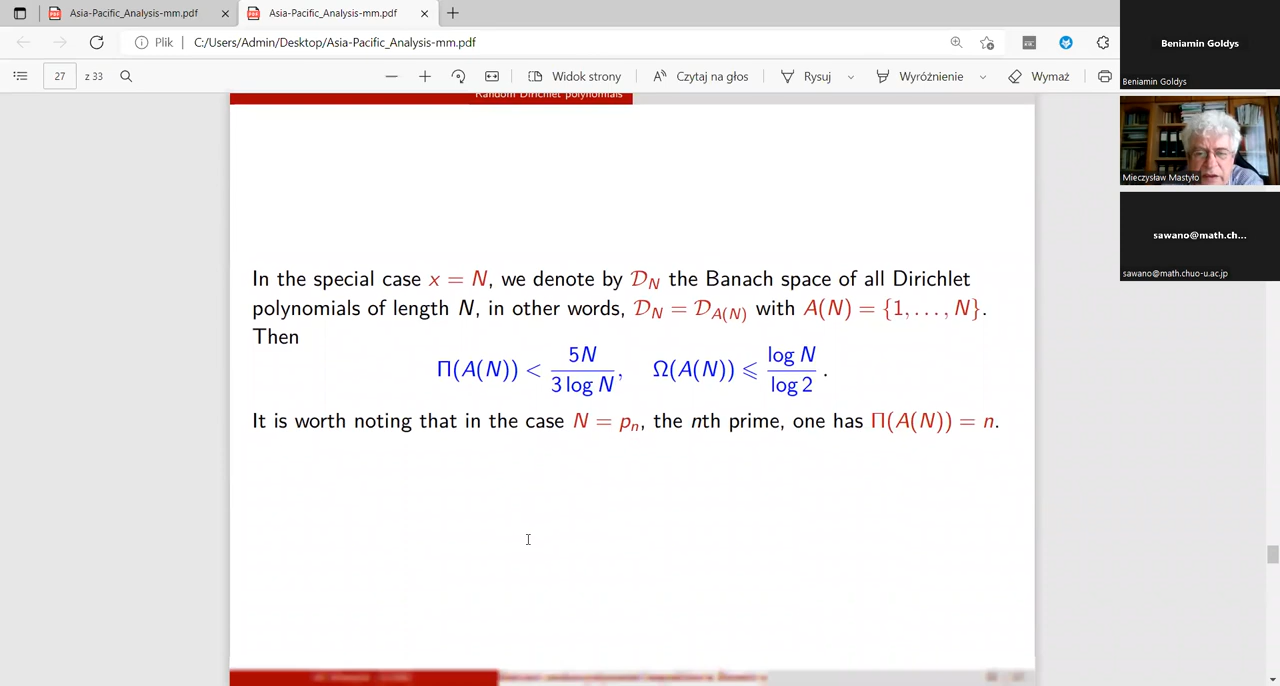 Asia-Pacific_Analysis-mm.pdf
Asia-Pacific_Analysis-mm.pdf
Plik
C:/Users/Admin/Desktop/Asia-Pacific_Analysis-mm.pdf
27 z 33
Widok strony
Czytaj na głos
Rysuj
Wyróżnienie
Wymaż
Beniamin Goldys
Beniamin Goldys
Mieczysław Mastyło
sawano@math.ch...
sawano@math.chuo-u.ac.jp
Random Dirichlet polynomials
In the special case x = N, we denote by 𝒟_N the Banach space of all Dirichlet
polynomials of length N, in other words, 𝒟_N = 𝒟_{A(N)} with A(N) = {1, . . . , N}.
Then
Π(A(N)) < 5N / 3 log N, Ω(A(N)) ⩽ log N / log 2 .
It is worth noting that in the case N = p_n, the nth prime, one has Π(A(N)) = n.